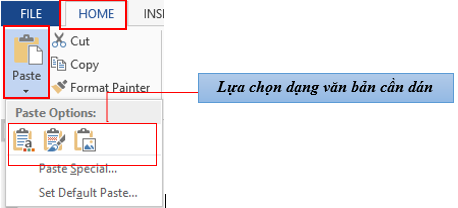 FILE HOME INSI
Cut
Copy
Paste
Format Painter
Lựa chọn dạng văn bản cần dán
Paste Options:
Paste Special...
Set Default Paste...